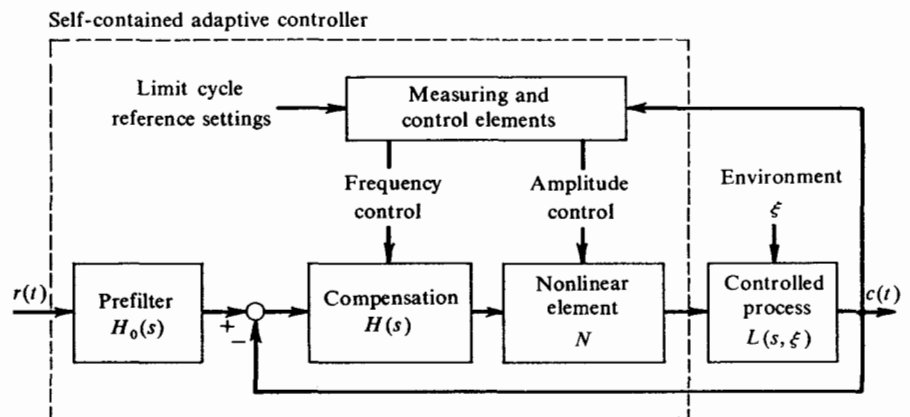 Self-contained adaptive controller
Limit cycle
reference settings
Measuring and
control elements
Frequency
control
Amplitude
control
Environment
ξ
r(t)
Prefilter
H₀(s)
+
−
Compensation
H(s)
Nonlinear
element
N
Controlled
process
L(s, ξ)
c(t)